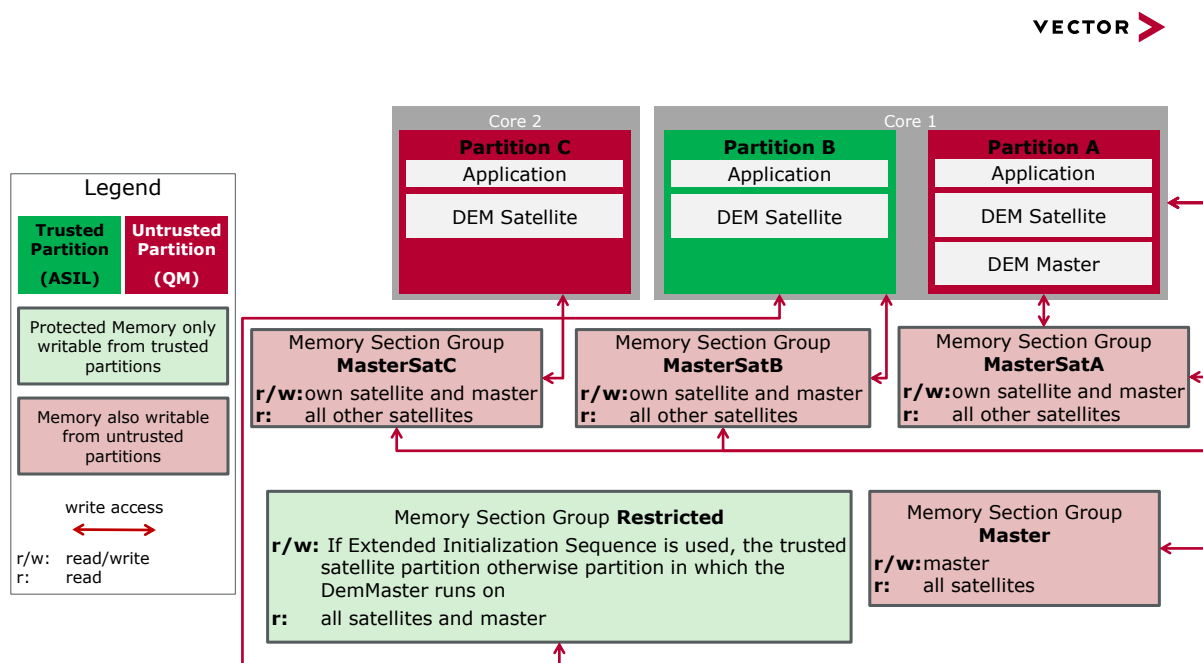 VECTOR
Core 2
Core 1
Partition C
Application
DEM Satellite
Partition B
Application
DEM Satellite
Partition A
Application
DEM Satellite
DEM Master
Legend
Trusted
Partition
(ASIL)
Untrusted
Partition
(QM)
Protected Memory only
writable from trusted
partitions
Memory also writable
from untrusted
partitions
write access
r/w: read/write
r: read
Memory Section Group
MasterSatC
r/w:own satellite and master
r: all other satellites
Memory Section Group
MasterSatB
r/w:own satellite and master
r: all other satellites
Memory Section Group
MasterSatA
r/w:own satellite and master
r: all other satellites
Memory Section Group Restricted
r/w: If Extended Initialization Sequence is used, the trusted
satellite partition otherwise partition in which the
DemMaster runs on
r: all satellites and master
Memory Section Group
Master
r/w:master
r: all satellites